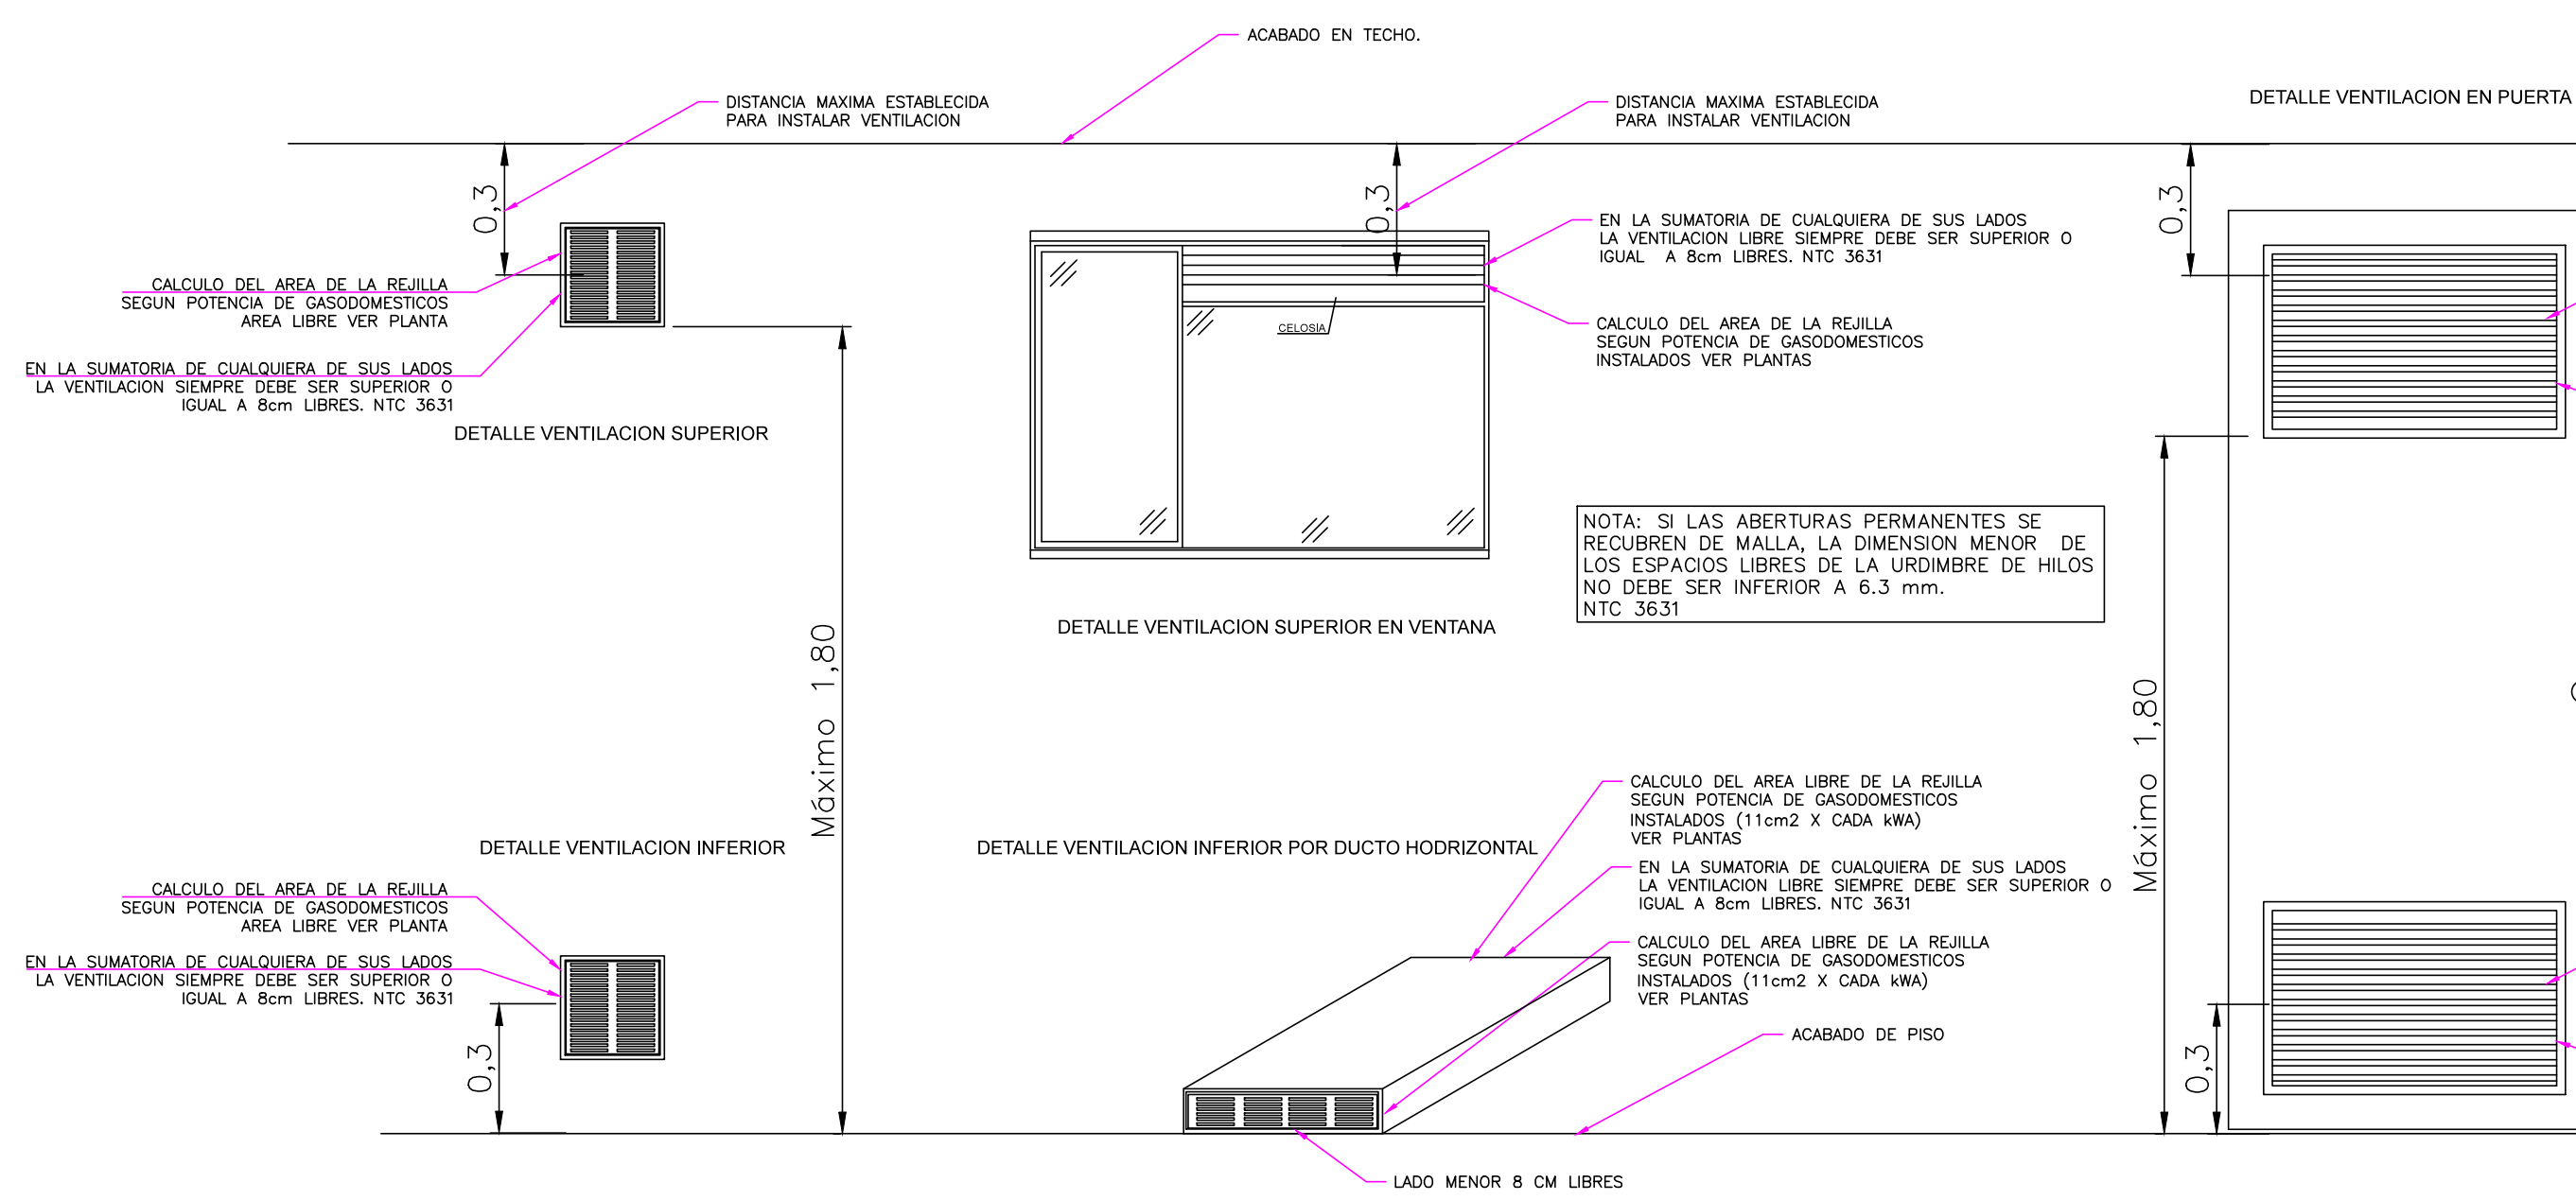 ACABADO EN TECHO.
DISTANCIA MAXIMA ESTABLECIDA
PARA INSTALAR VENTILACION
DISTANCIA MAXIMA ESTABLECIDA
PARA INSTALAR VENTILACION
DETALLE VENTILACION EN PUERTA
0,3
0,3
0,3
CALCULO DEL AREA DE LA REJILLA
SEGUN POTENCIA DE GASODOMESTICOS
AREA LIBRE VER PLANTA
EN LA SUMATORIA DE CUALQUIERA DE SUS LADOS
LA VENTILACION SIEMPRE DEBE SER SUPERIOR O
IGUAL A 8cm LIBRES. NTC 3631
DETALLE VENTILACION SUPERIOR
EN LA SUMATORIA DE CUALQUIERA DE SUS LADOS
LA VENTILACION LIBRE SIEMPRE DEBE SER SUPERIOR O
IGUAL A 8cm LIBRES. NTC 3631
CELOSIA
CALCULO DEL AREA DE LA REJILLA
SEGUN POTENCIA DE GASODOMESTICOS
INSTALADOS VER PLANTAS
NOTA: SI LAS ABERTURAS PERMANENTES SE
RECUBREN DE MALLA, LA DIMENSION MENOR DE
LOS ESPACIOS LIBRES DE LA URDIMBRE DE HILOS
NO DEBE SER INFERIOR A 6.3 mm.
NTC 3631
DETALLE VENTILACION SUPERIOR EN VENTANA
Máximo 1,80
Máximo 1,80
DETALLE VENTILACION INFERIOR
DETALLE VENTILACION INFERIOR POR DUCTO HODRIZONTAL
CALCULO DEL AREA LIBRE DE LA REJILLA
SEGUN POTENCIA DE GASODOMESTICOS
INSTALADOS (11cm2 X CADA kWA)
VER PLANTAS
EN LA SUMATORIA DE CUALQUIERA DE SUS LADOS
LA VENTILACION LIBRE SIEMPRE DEBE SER SUPERIOR O
IGUAL A 8cm LIBRES. NTC 3631
CALCULO DEL AREA LIBRE DE LA REJILLA
SEGUN POTENCIA DE GASODOMESTICOS
INSTALADOS (11cm2 X CADA kWA)
VER PLANTAS
CALCULO DEL AREA DE LA REJILLA
SEGUN POTENCIA DE GASODOMESTICOS
AREA LIBRE VER PLANTA
EN LA SUMATORIA DE CUALQUIERA DE SUS LADOS
LA VENTILACION SIEMPRE DEBE SER SUPERIOR O
IGUAL A 8cm LIBRES. NTC 3631
0,3
0,3
ACABADO DE PISO
LADO MENOR 8 CM LIBRES